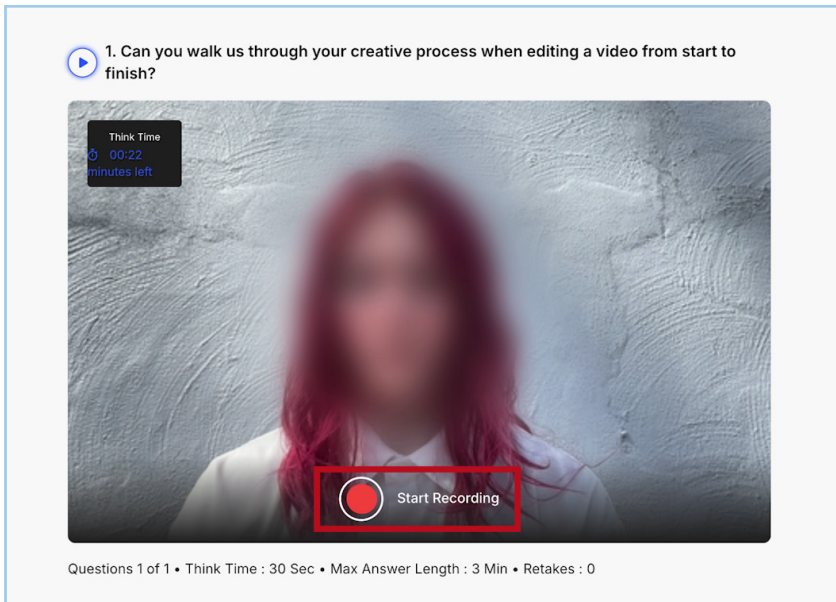 1. Can you walk us through your creative process when editing a video from start to
finish?
Think Time
00:22
minutes left
Start Recording
Questions 1 of 1 • Think Time : 30 Sec • Max Answer Length : 3 Min • Retakes : 0